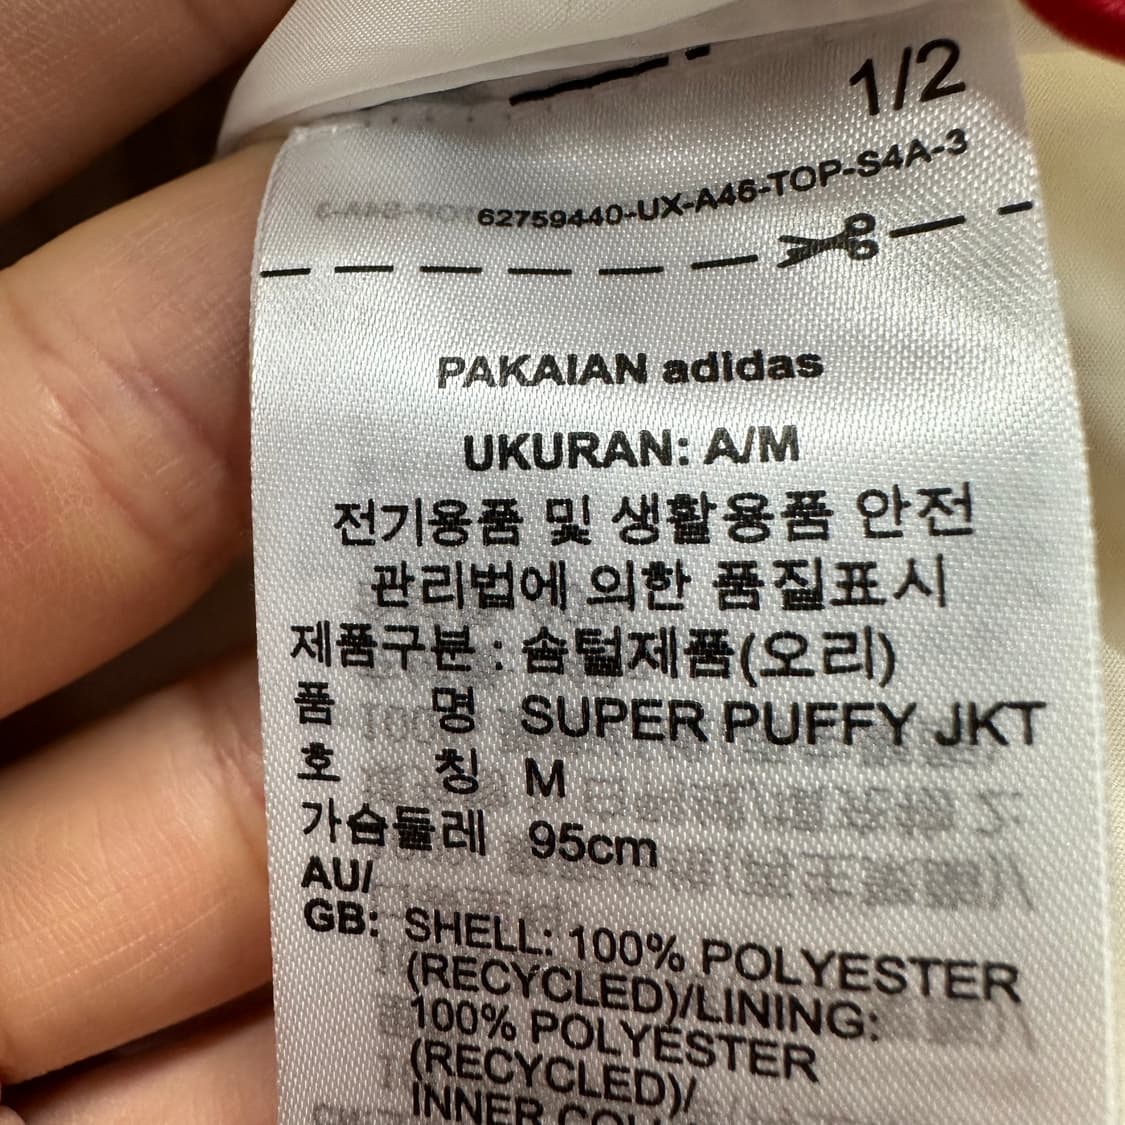 1/2
62759440-UX-A46-TOP-S4A-3
PAKAIAN adidas
UKURAN: A/M
전기용품 및 생활용품 안전
관리법에 의한 품질표시
제품구분 : 솜털제품(오리)
품 명 SUPER PUFFY JKT
호 칭 M
가슴둘레 95cm
AU/
GB: SHELL: 100% POLYESTER
(RECYCLED)/LINING:
100% POLYESTER
(RECYCLED)/
INNER